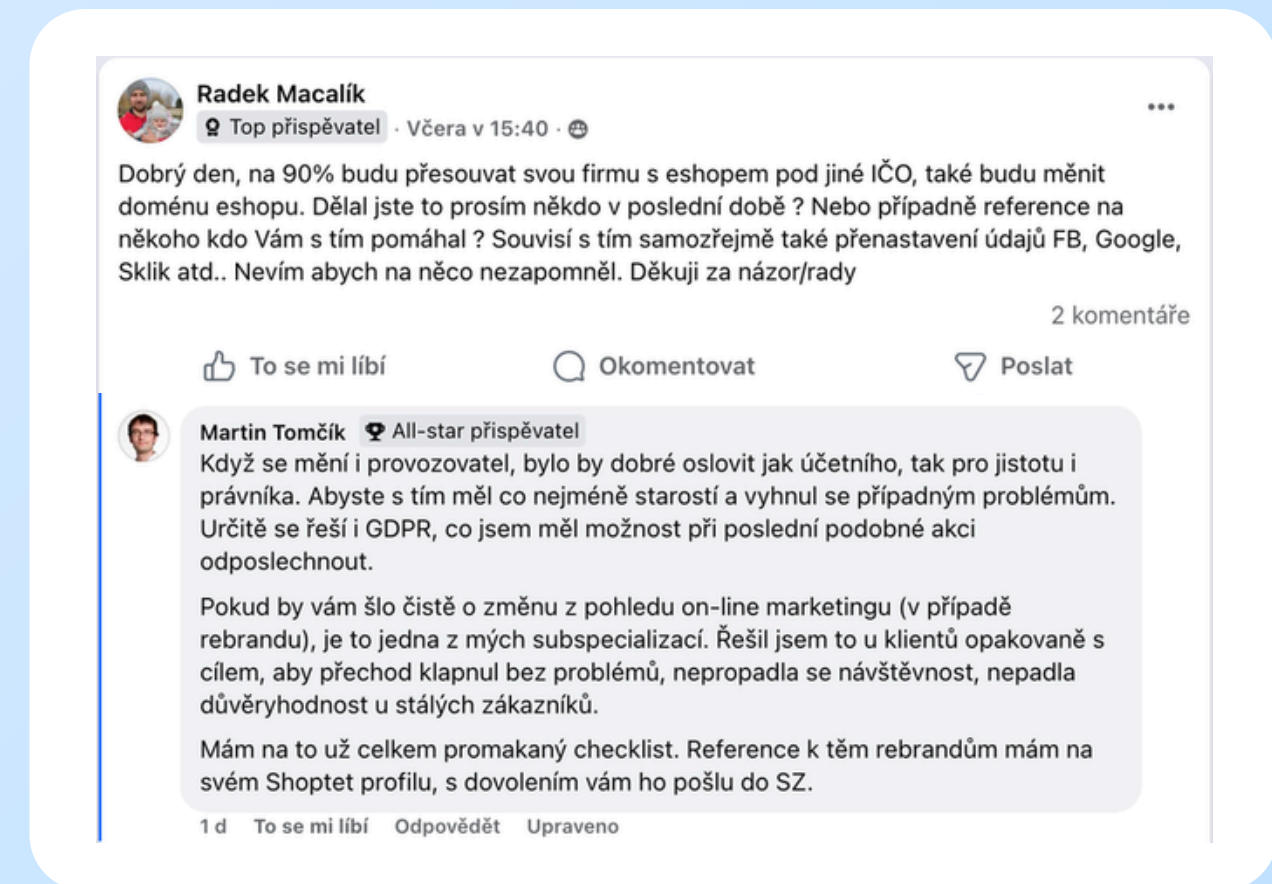 Radek Macalík
Top přispěvatel · Včera v 15:40 ·
Dobrý den, na 90% budu přesouvat svou firmu s eshopem pod jiné IČO, také budu měnit
doménu eshopu. Dělal jste to prosím někdo v poslední době ? Nebo případně reference na
někoho kdo Vám s tím pomáhal ? Souvisí s tím samozřejmě také přenastavení údajů FB, Google,
Sklik atd.. Nevím abych na něco nezapomněl. Děkuji za názor/rady
2 komentáře
To se mi líbí Okomentovat Poslat
Martin Tomčík All-star přispěvatel
Když se mění i provozovatel, bylo by dobré oslovit jak účetního, tak pro jistotu i
právníka. Abyste s tím měl co nejméně starostí a vyhnul se případným problémům.
Určitě se řeší i GDPR, co jsem měl možnost při poslední podobné akci
odposlechnout.
Pokud by vám šlo čistě o změnu z pohledu on-line marketingu (v případě
rebrandu), je to jedna z mých subspecializací. Řešil jsem to u klientů opakovaně s
cílem, aby přechod klapnul bez problémů, nepropadla se návštěvnost, nepadla
důvěryhodnost u stálých zákazníků.
Mám na to už celkem promakaný checklist. Reference k těm rebrandům mám na
svém Shoptet profilu, s dovolením vám ho pošlu do SZ.
1 d To se mi líbí Odpovědět Upraveno